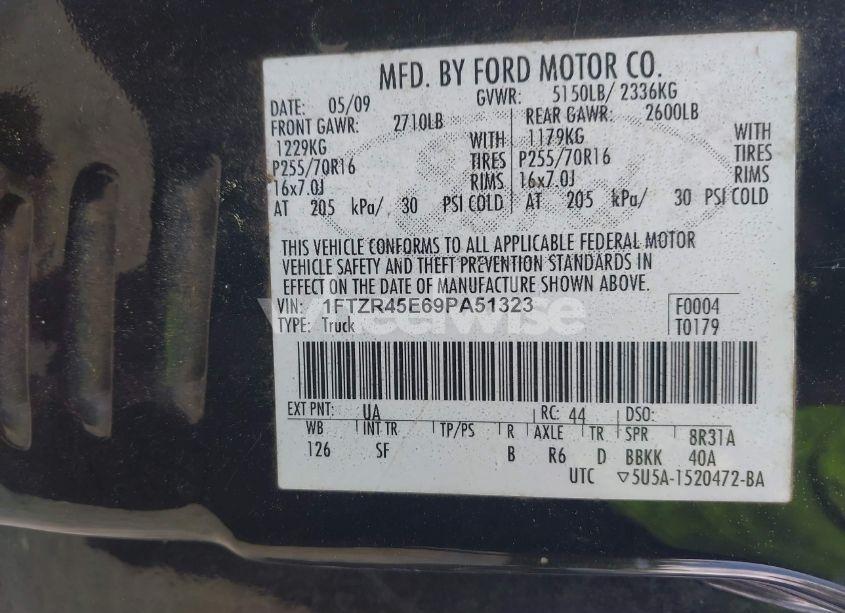 MFD. BY FORD MOTOR CO.
DATE: 05/09 GVWR: 5150LB/ 2336KG
FRONT GAWR: 2710LB REAR GAWR: 2600LB
1229KG WITH 1179KG WITH
P255/70R16 TIRES P255/70R16 TIRES
16x7.0J RIMS 16x7.0J RIMS
AT 205 kPa/ 30 PSI COLD AT 205 kPa/ 30 PSI COLD
THIS VEHICLE CONFORMS TO ALL APPLICABLE FEDERAL MOTOR
VEHICLE SAFETY AND THEFT PREVENTION STANDARDS IN
EFFECT ON THE DATE OF MANUFACTURE SHOWN ABOVE.
VIN: 1FTZR45E69PA51323 F0004
TYPE: Truck T0179
wheelwise
EXT PNT: UA RC: 44 DSO:
WB INT TR TP/PS R AXLE TR SPR 8R31A
126 SF B R6 D BBKK 40A
UTC ▽5U5A-1520472-BA